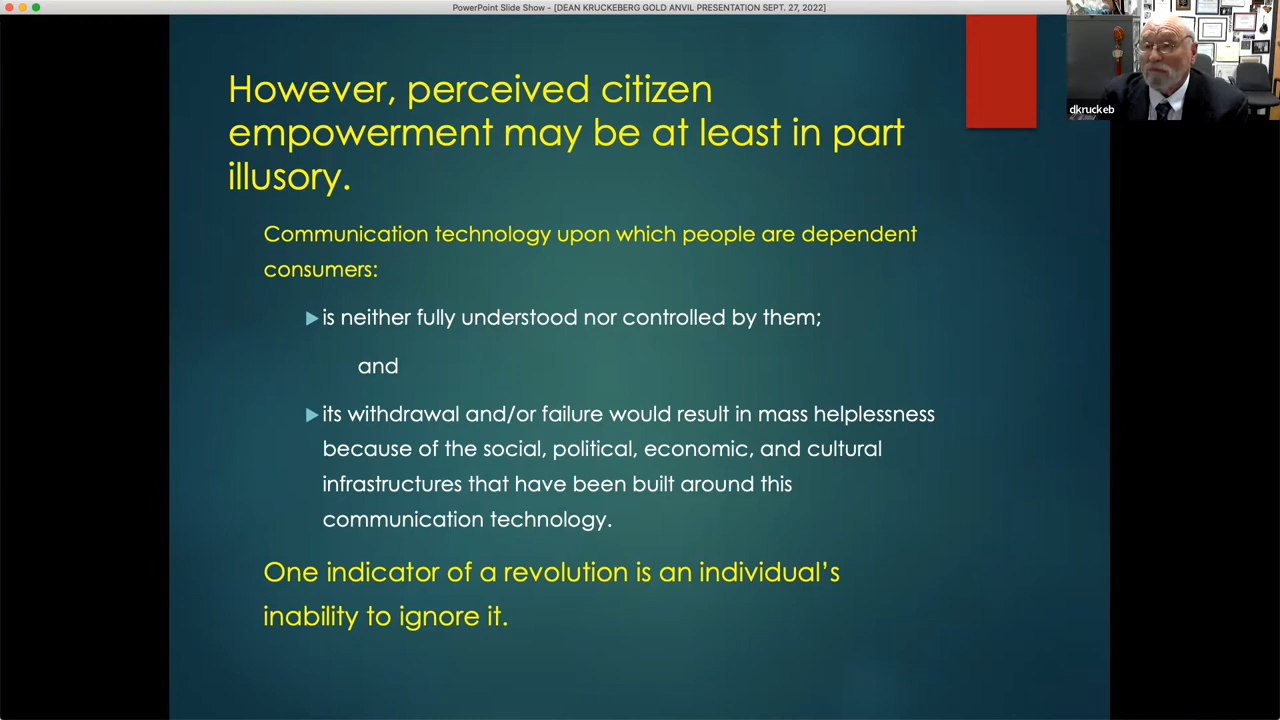 PowerPoint Slide Show - [DEAN KRUCKEBERG GOLD ANVIL PRESENTATION SEPT. 27, 2022]
dkruckeb
However, perceived citizen
empowerment may be at least in part
illusory.
Communication technology upon which people are dependent
consumers:
is neither fully understood nor controlled by them;
and
its withdrawal and/or failure would result in mass helplessness
because of the social, political, economic, and cultural
infrastructures that have been built around this
communication technology.
One indicator of a revolution is an individual’s
inability to ignore it.